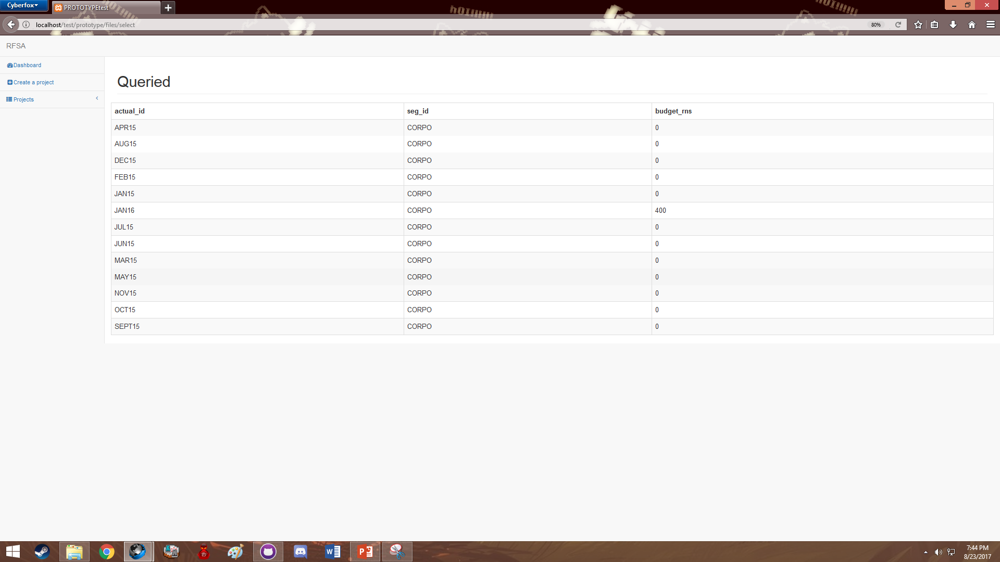 Cyberfox
PROTOTYPEtest
hot!!!!!
localhost/test/prototype/files/select
80%
RFSA
Dashboard
Create a project
Projects
Queried
actual_id seg_id budget_rns
APR15 CORPO 0
AUG15 CORPO 0
DEC15 CORPO 0
FEB15 CORPO 0
JAN15 CORPO 0
JAN16 CORPO 400
JUL15 CORPO 0
JUN15 CORPO 0
MAR15 CORPO 0
MAY15 CORPO 0
NOV15 CORPO 0
OCT15 CORPO 0
SEPT15 CORPO 0
7:44 PM
8/23/2017